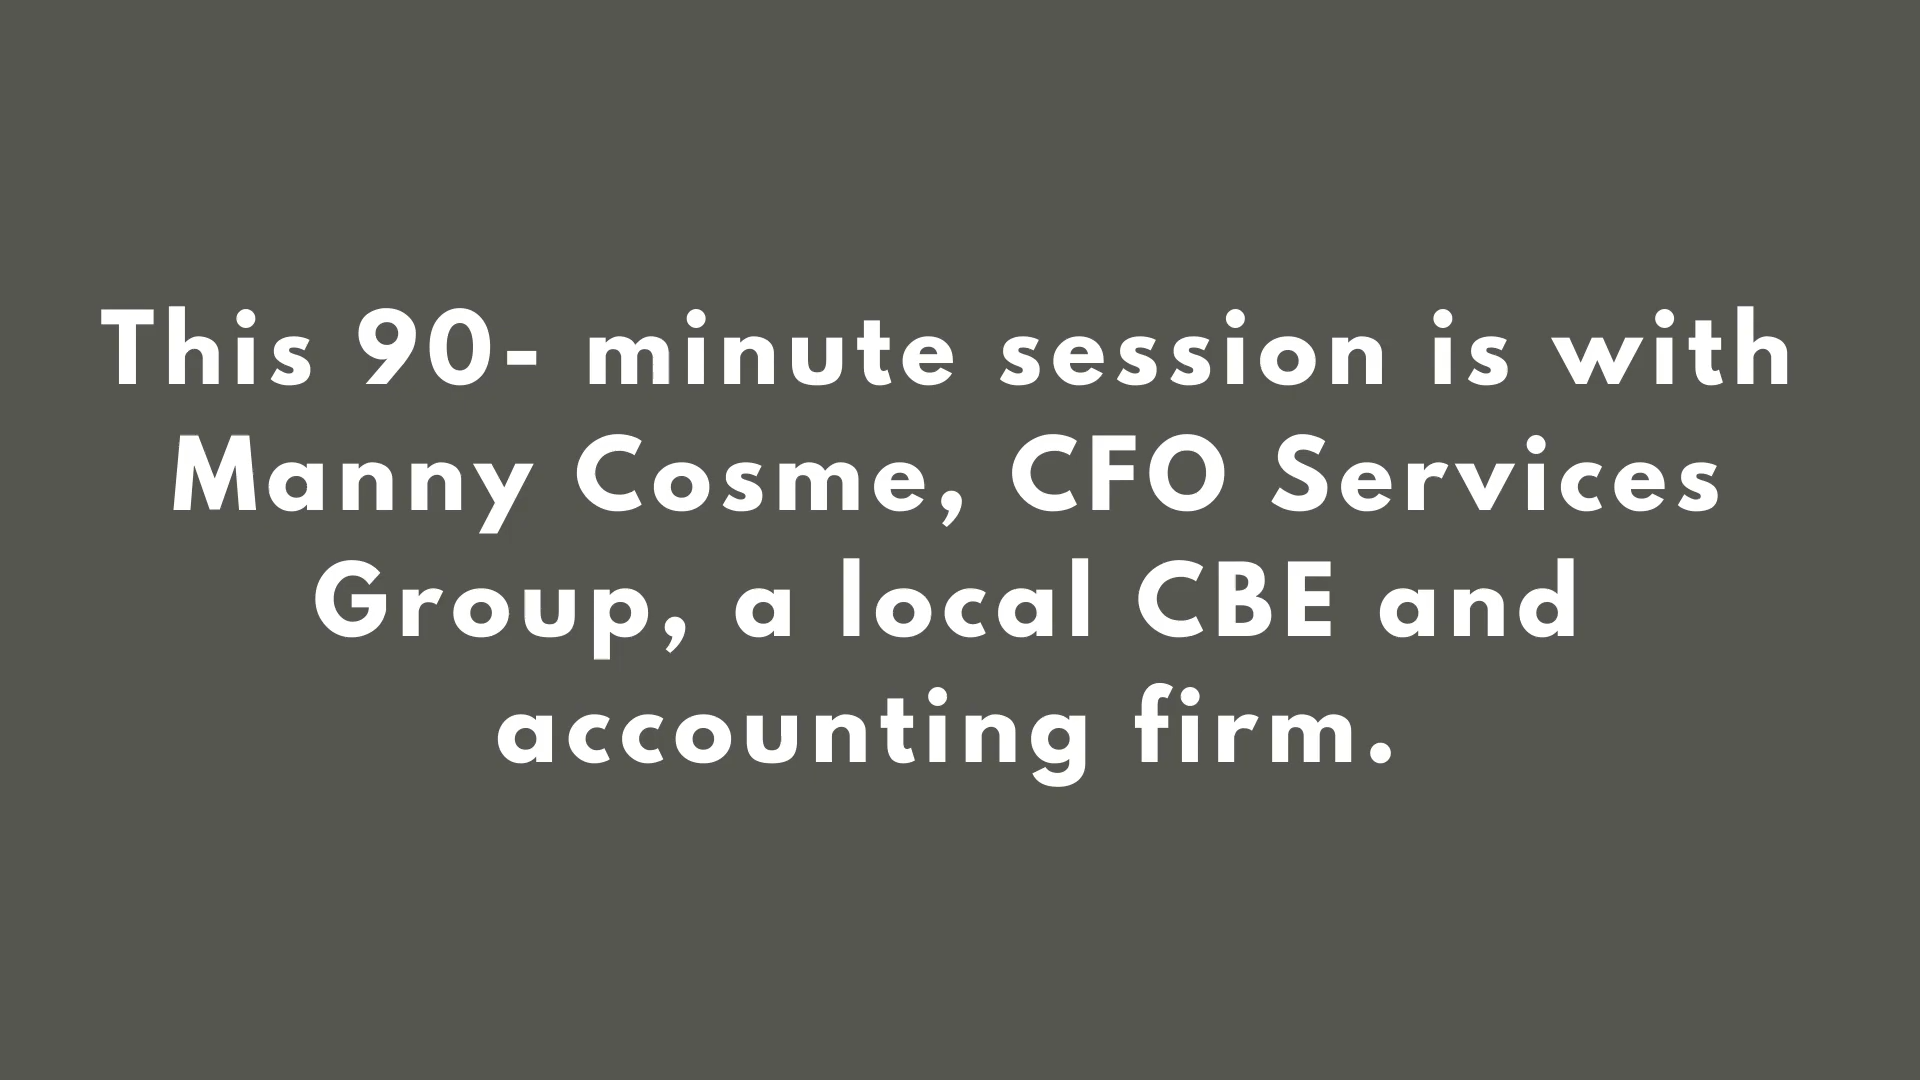 This 90- minute session is with
Manny Cosme, CFO Services
Group, a local CBE and
accounting firm.